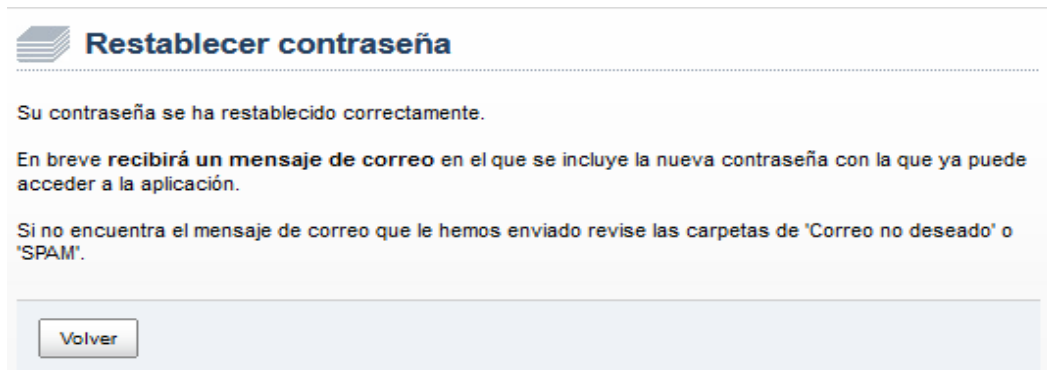 Restablecer contraseña
Su contraseña se ha restablecido correctamente.
En breve recibirá un mensaje de correo en el que se incluye la nueva contraseña con la que ya puede
acceder a la aplicación.
Si no encuentra el mensaje de correo que le hemos enviado revise las carpetas de 'Correo no deseado' o
'SPAM'.
Volver